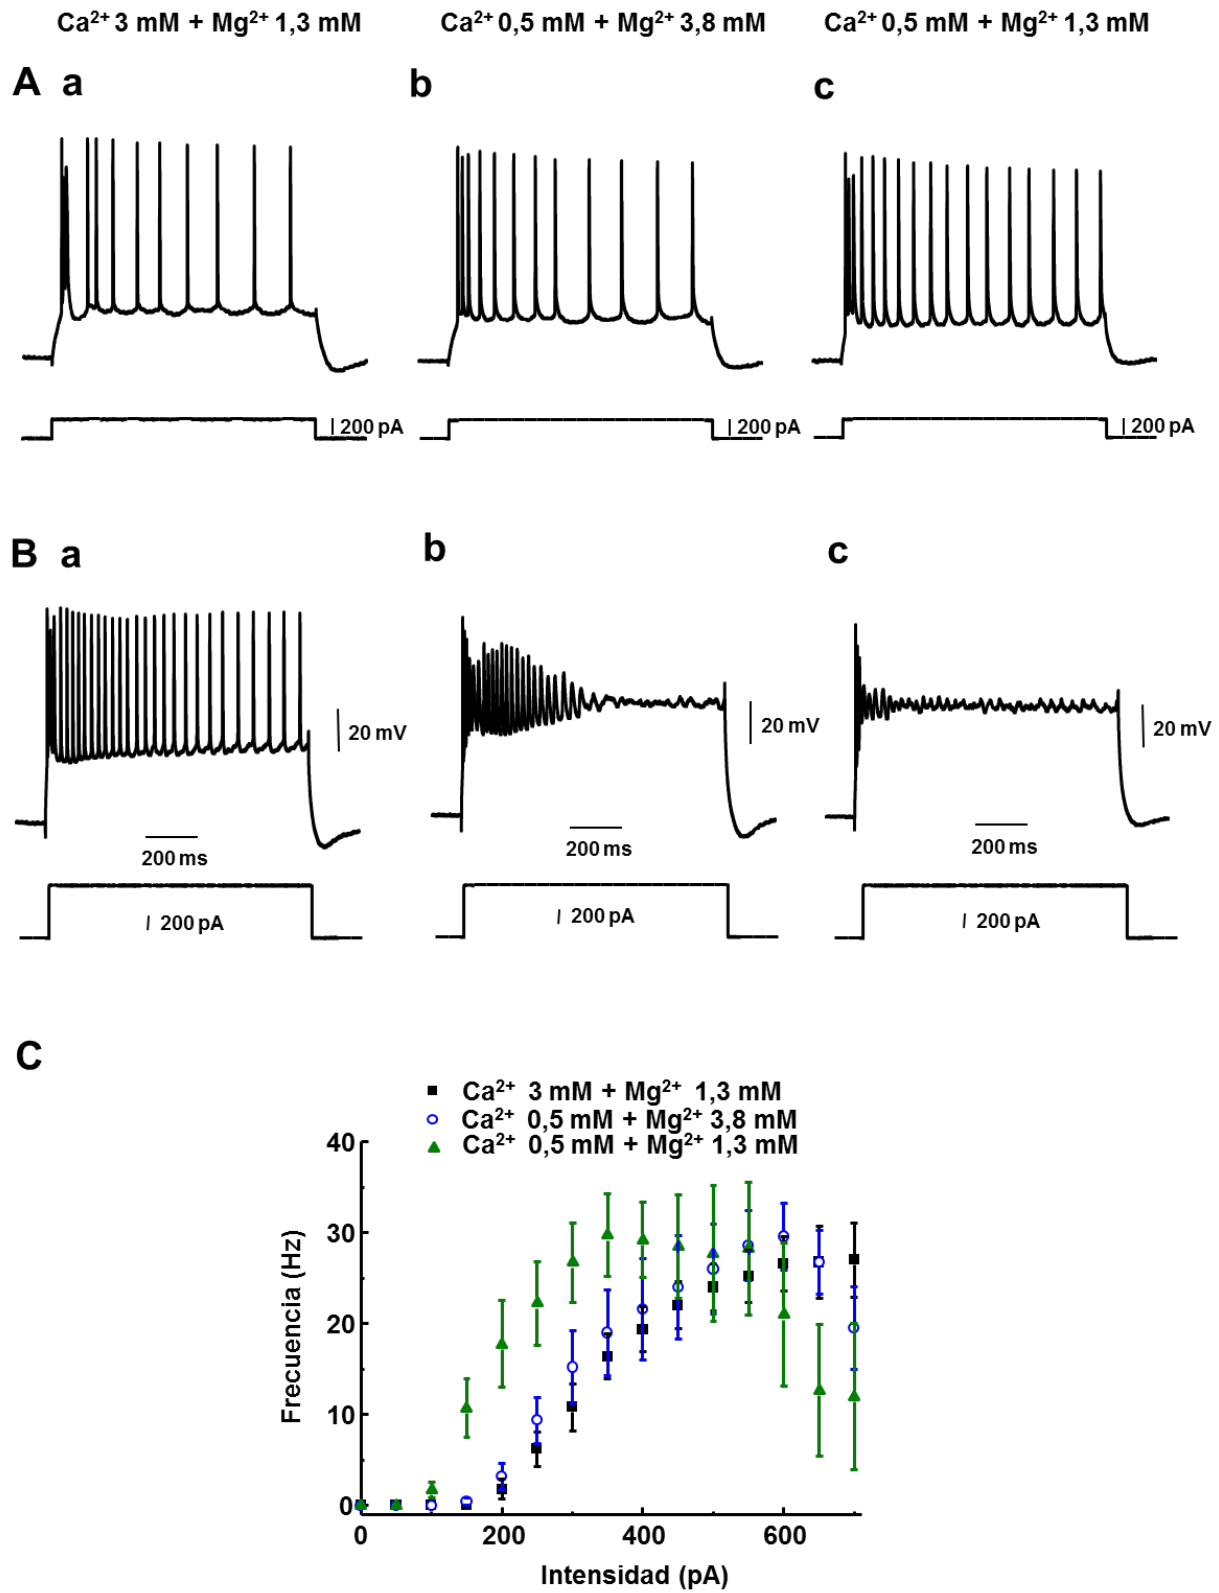 Ca²⁺ 3 mM + Mg²⁺ 1,3 mM
Ca²⁺ 0,5 mM + Mg²⁺ 3,8 mM
Ca²⁺ 0,5 mM + Mg²⁺ 1,3 mM
A a
b
c
200 pA
200 pA
200 pA
B a
b
c
20 mV
20 mV
20 mV
200 ms
200 ms
200 ms
200 pA
200 pA
200 pA
C
Ca²⁺ 3 mM + Mg²⁺ 1,3 mM
Ca²⁺ 0,5 mM + Mg²⁺ 3,8 mM
Ca²⁺ 0,5 mM + Mg²⁺ 1,3 mM
Frecuencia (Hz)
40
30
20
10
0
0 200 400 600
Intensidad (pA)